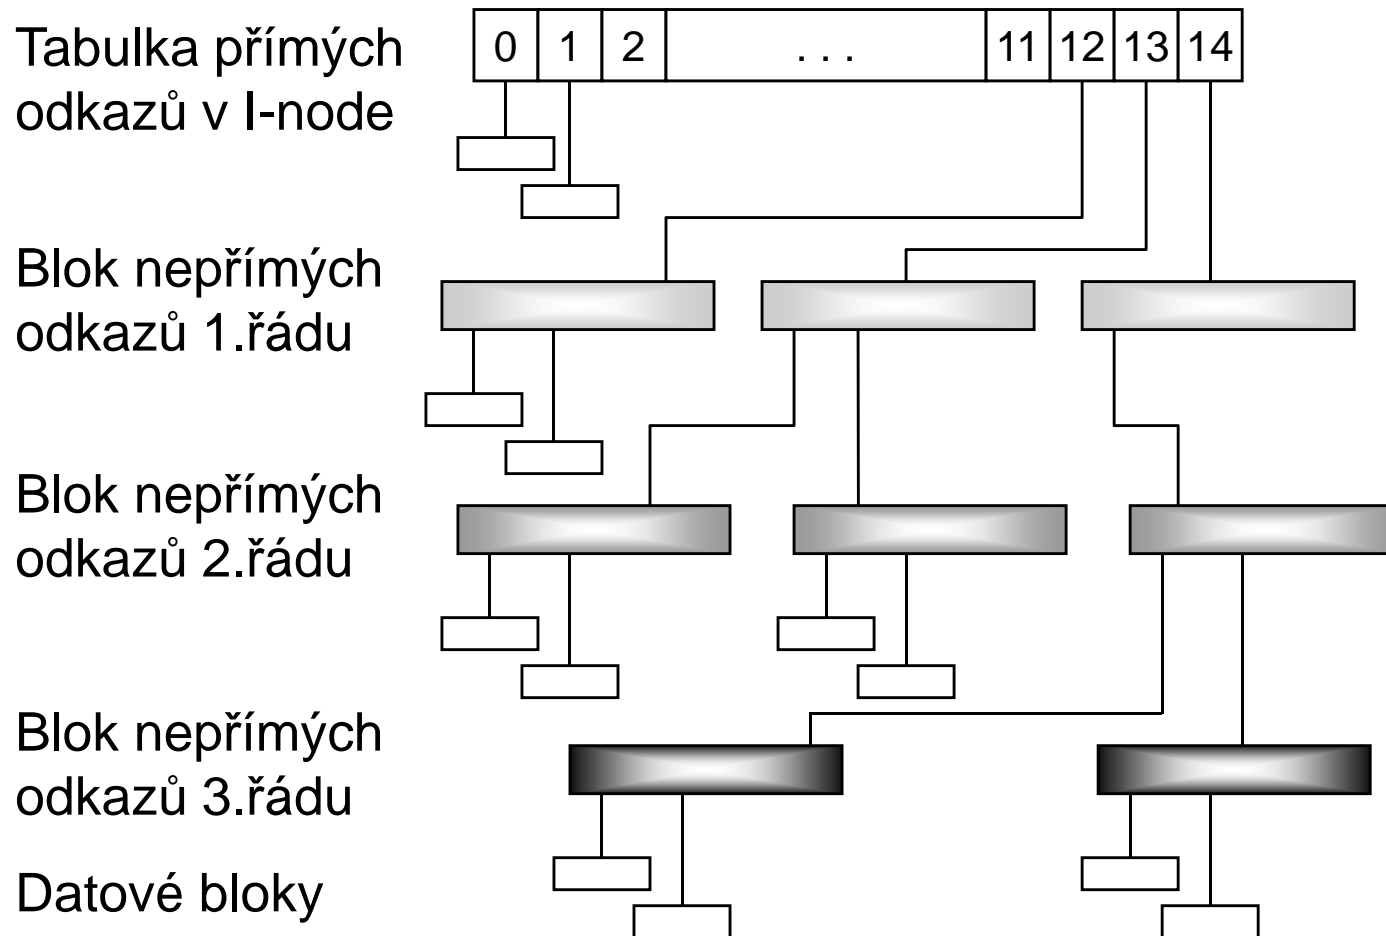 Tabulka přímých
odkazů v I-node
0 1 2 . . . 11 12 13 14
Blok nepřímých
odkazů 1.řádu
Blok nepřímých
odkazů 2.řádu
Blok nepřímých
odkazů 3.řádu
Datové bloky